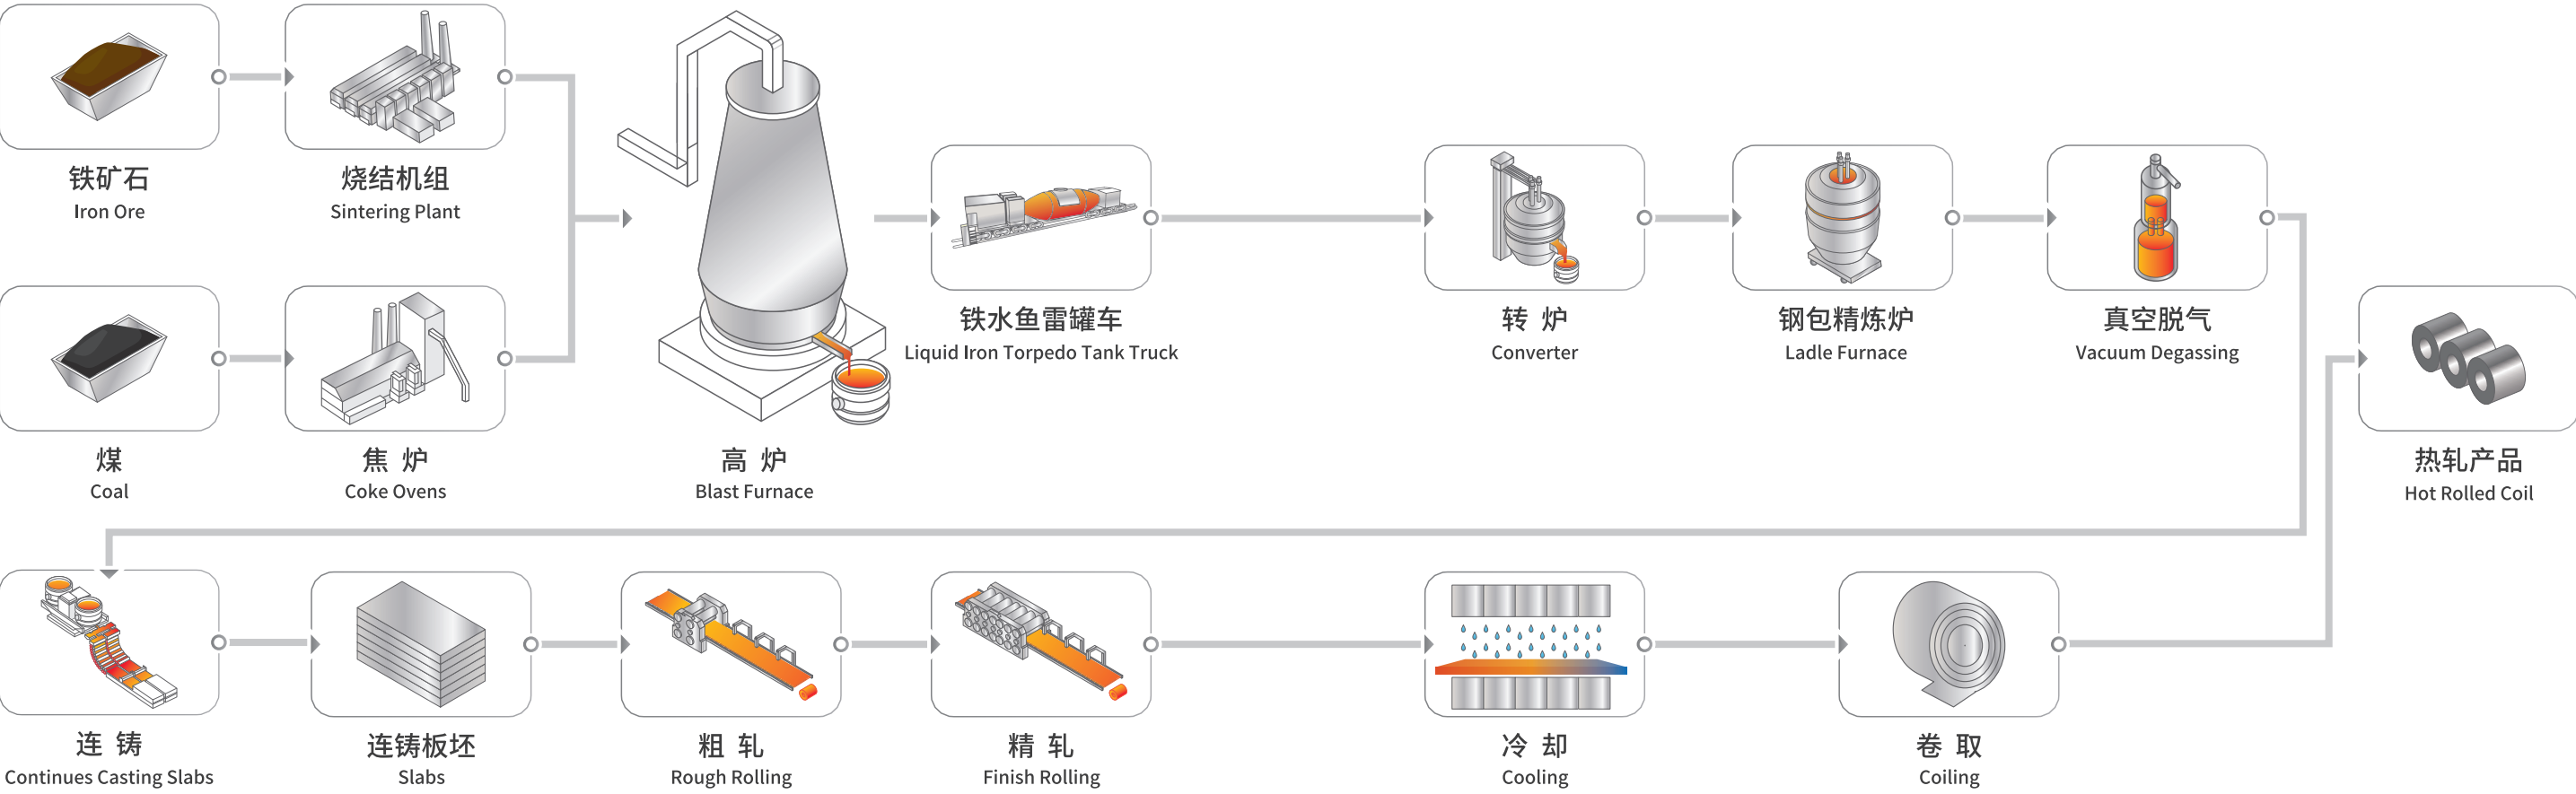 铁矿石
Iron Ore
烧结机组
Sintering Plant
煤
Coal
焦 炉
Coke Ovens
高 炉
Blast Furnace
铁水鱼雷罐车
Liquid Iron Torpedo Tank Truck
转 炉
Converter
钢包精炼炉
Ladle Furnace
真空脱气
Vacuum Degassing
热轧产品
Hot Rolled Coil
连 铸
Continues Casting Slabs
连铸板坯
Slabs
粗 轧
Rough Rolling
精 轧
Finish Rolling
冷 却
Cooling
卷 取
Coiling